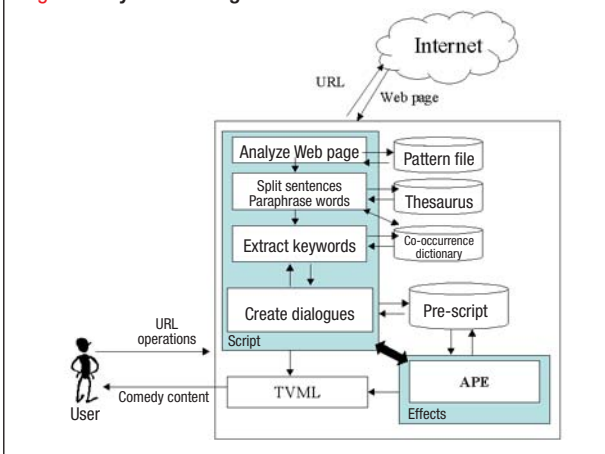 Internet
URL
Web page
Analyze Web page
Pattern file
Split sentences
Paraphrase words
Thesaurus
Extract keywords
Co-occurrence
dictionary
Create dialogues
Pre-script
Script
URL
operations
User
Comedy content
TVML
APE
Effects